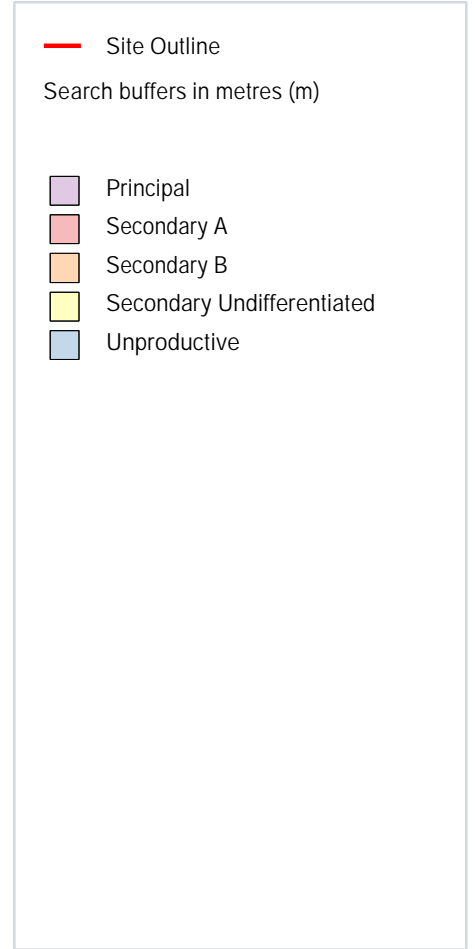 Site Outline
Search buffers in metres (m)
Principal
Secondary A
Secondary B
Secondary Undifferentiated
Unproductive